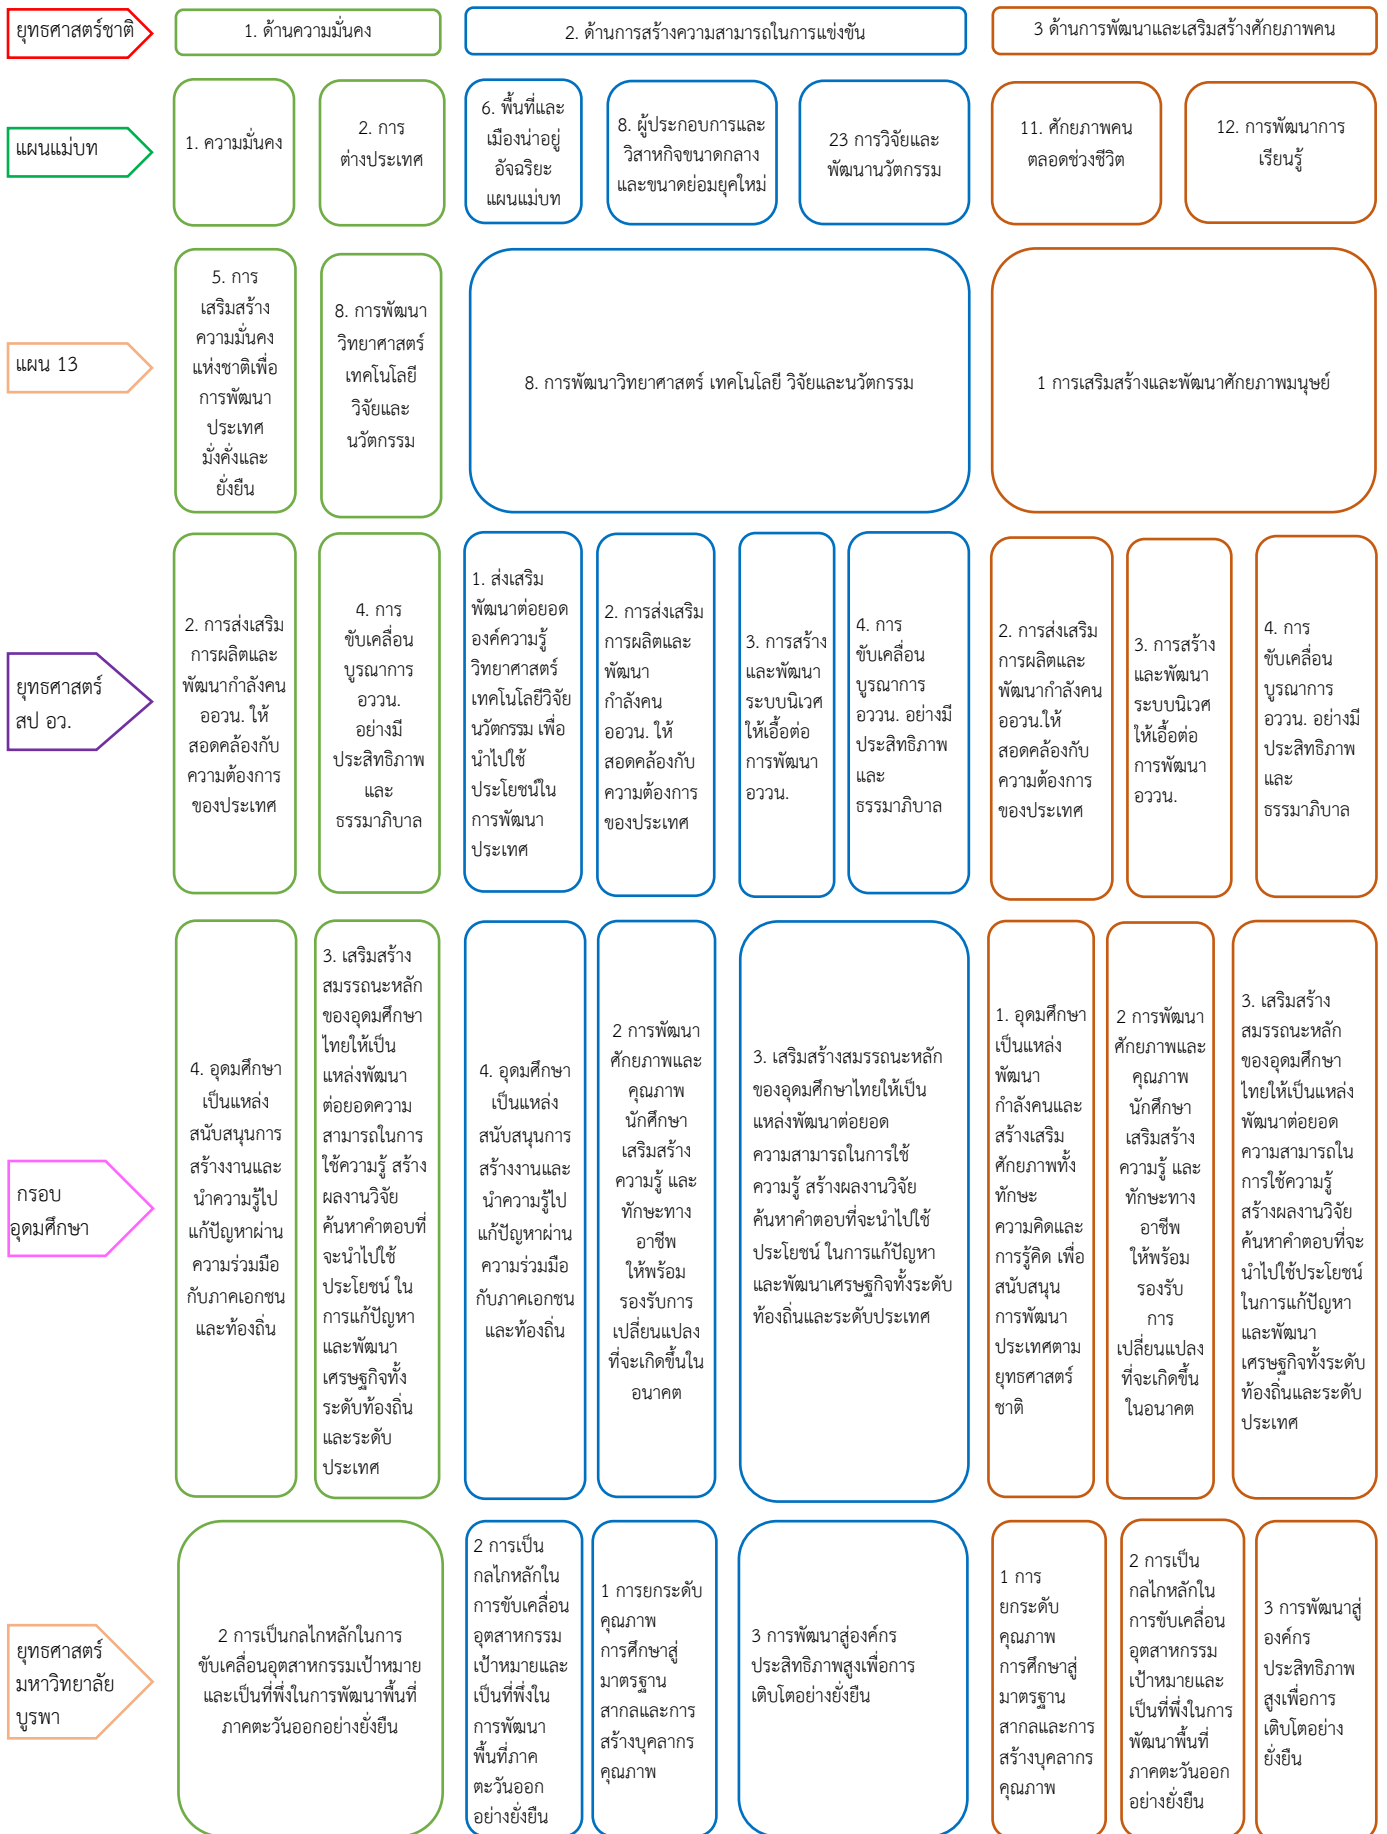 ยุทธศาสตร์ชาติ
1. ด้านความมั่นคง
2. ด้านการสร้างความสามารถในการแข่งขัน
3 ด้านการพัฒนาและเสริมสร้างศักยภาพคน
แผนแม่บท
1. ความมั่นคง
2. การ
ต่างประเทศ
6. พื้นที่และ
เมืองน่าอยู่
อัจฉริยะ
แผนแม่บท
8. ผู้ประกอบการและ
วิสาหกิจขนาดกลาง
และขนาดย่อมยุคใหม่
23 การวิจัยและ
พัฒนานวัตกรรม
11. ศักยภาพคน
ตลอดช่วงชีวิต
12. การพัฒนาการ
เรียนรู้
แผน 13
5. การ
เสริมสร้าง
ความมั่นคง
แห่งชาติเพื่อ
การพัฒนา
ประเทศ
มั่งคั่งและ
ยั่งยืน
8. การพัฒนา
วิทยาศาสตร์
เทคโนโลยี
วิจัยและ
นวัตกรรม
8. การพัฒนาวิทยาศาสตร์ เทคโนโลยี วิจัยและนวัตกรรม
1 การเสริมสร้างและพัฒนาศักยภาพมนุษย์
ยุทธศาสตร์
สป อว.
2. การส่งเสริม
การผลิตและ
พัฒนากำลังคน
ออวน. ให้
สอดคล้องกับ
ความต้องการ
ของประเทศ
4. การ
ขับเคลื่อน
บูรณาการ
อววน.
อย่างมี
ประสิทธิภาพ
และ
ธรรมาภิบาล
1. ส่งเสริม
พัฒนาต่อยอด
องค์ความรู้
วิทยาศาสตร์
เทคโนโลยีวิจัย
นวัตกรรม เพื่อ
นำไปใช้
ประโยชน์ใน
การพัฒนา
ประเทศ
2. การส่งเสริม
การผลิตและ
พัฒนา
กำลังคน
ออวน. ให้
สอดคล้องกับ
ความต้องการ
ของประเทศ
3. การสร้าง
และพัฒนา
ระบบนิเวศ
ให้เอื้อต่อ
การพัฒนา
อววน.
4. การ
ขับเคลื่อน
บูรณาการ
อววน. อย่างมี
ประสิทธิภาพ
และ
ธรรมาภิบาล
2. การส่งเสริม
การผลิตและ
พัฒนากำลังคน
ออวน.ให้
สอดคล้องกับ
ความต้องการ
ของประเทศ
3. การสร้าง
และพัฒนา
ระบบนิเวศ
ให้เอื้อต่อ
การพัฒนา
อววน.
4. การ
ขับเคลื่อน
บูรณาการ
อววน. อย่างมี
ประสิทธิภาพ
และ
ธรรมาภิบาล
กรอบ
อุดมศึกษา
4. อุดมศึกษา
เป็นแหล่ง
สนับสนุนการ
สร้างงานและ
นำความรู้ไป
แก้ปัญหาผ่าน
ความร่วมมือ
กับภาคเอกชน
และท้องถิ่น
3. เสริมสร้าง
สมรรถนะหลัก
ของอุดมศึกษา
ไทยให้เป็น
แหล่งพัฒนา
ต่อยอดความ
สามารถในการ
ใช้ความรู้ สร้าง
ผลงานวิจัย
ค้นหาคำตอบที่
จะนำไปใช้
ประโยชน์ ใน
การแก้ปัญหา
และพัฒนา
เศรษฐกิจทั้ง
ระดับท้องถิ่น
และระดับ
ประเทศ
4. อุดมศึกษา
เป็นแหล่ง
สนับสนุนการ
สร้างงานและ
นำความรู้ไป
แก้ปัญหาผ่าน
ความร่วมมือ
กับภาคเอกชน
และท้องถิ่น
2 การพัฒนา
ศักยภาพและ
คุณภาพ
นักศึกษา
เสริมสร้าง
ความรู้ และ
ทักษะทาง
อาชีพ
ให้พร้อม
รองรับการ
เปลี่ยนแปลง
ที่จะเกิดขึ้นใน
อนาคต
3. เสริมสร้างสมรรถนะหลัก
ของอุดมศึกษาไทยให้เป็น
แหล่งพัฒนาต่อยอด
ความสามารถในการใช้
ความรู้ สร้างผลงานวิจัย
ค้นหาคำตอบที่จะนำไปใช้
ประโยชน์ ในการแก้ปัญหา
และพัฒนาเศรษฐกิจทั้งระดับ
ท้องถิ่นและระดับประเทศ
1. อุดมศึกษา
เป็นแหล่ง
พัฒนา
กำลังคนและ
สร้างเสริม
ศักยภาพทั้ง
ทักษะ
ความคิดและ
การรู้คิด เพื่อ
สนับสนุน
การพัฒนา
ประเทศตาม
ยุทธศาสตร์
ชาติ
2 การพัฒนา
ศักยภาพและ
คุณภาพ
นักศึกษา
เสริมสร้าง
ความรู้ และ
ทักษะทาง
อาชีพ
ให้พร้อม
รองรับ
การ
เปลี่ยนแปลง
ที่จะเกิดขึ้น
ในอนาคต
3. เสริมสร้าง
สมรรถนะหลัก
ของอุดมศึกษา
ไทยให้เป็นแหล่ง
พัฒนาต่อยอด
ความสามารถใน
การใช้ความรู้
สร้างผลงานวิจัย
ค้นหาคำตอบที่จะ
นำไปใช้ประโยชน์
ในการแก้ปัญหา
และพัฒนา
เศรษฐกิจทั้งระดับ
ท้องถิ่นและระดับ
ประเทศ
ยุทธศาสตร์
มหาวิทยาลัย
บูรพา
2 การเป็นกลไกหลักในการ
ขับเคลื่อนอุตสาหกรรมเป้าหมาย
และเป็นที่พึ่งในการพัฒนาพื้นที่
ภาคตะวันออกอย่างยั่งยืน
2 การเป็น
กลไกหลักใน
การขับเคลื่อน
อุตสาหกรรม
เป้าหมายและ
เป็นที่พึ่งใน
การพัฒนา
พื้นที่ภาค
ตะวันออก
อย่างยั่งยืน
1 การยกระดับ
คุณภาพ
การศึกษาสู่
มาตรฐาน
สากลและการ
สร้างบุคลากร
คุณภาพ
3 การพัฒนาสู่องค์กร
ประสิทธิภาพสูงเพื่อการ
เติบโตอย่างยั่งยืน
1 การ
ยกระดับ
คุณภาพ
การศึกษาสู่
มาตรฐาน
สากลและการ
สร้างบุคลากร
คุณภาพ
2 การเป็น
กลไกหลักใน
การขับเคลื่อน
อุตสาหกรรม
เป้าหมายและ
เป็นที่พึ่งในการ
พัฒนาพื้นที่
ภาคตะวันออก
อย่างยั่งยืน
3 การพัฒนาสู่
องค์กร
ประสิทธิภาพ
สูงเพื่อการ
เติบโตอย่าง
ยั่งยืน